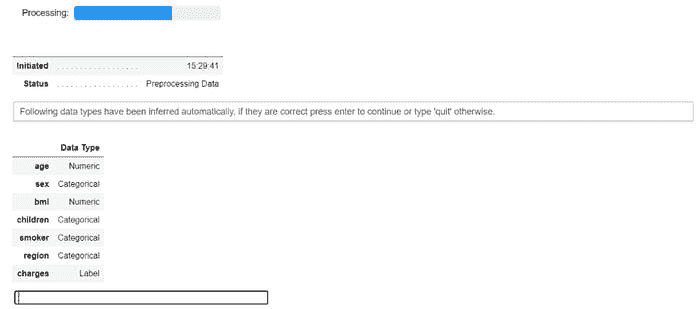 Processing:
Initiated . . . . . . . . . . . . . . . . . . 15:29:41
Status . . . . . . . . . . . . . . . . . . Preprocessing Data
Following data types have been inferred automatically, if they are correct press enter to continue or type 'quit' otherwise.
Data Type
age Numeric
sex Categorical
bmi Numeric
children Categorical
smoker Categorical
region Categorical
charges Label